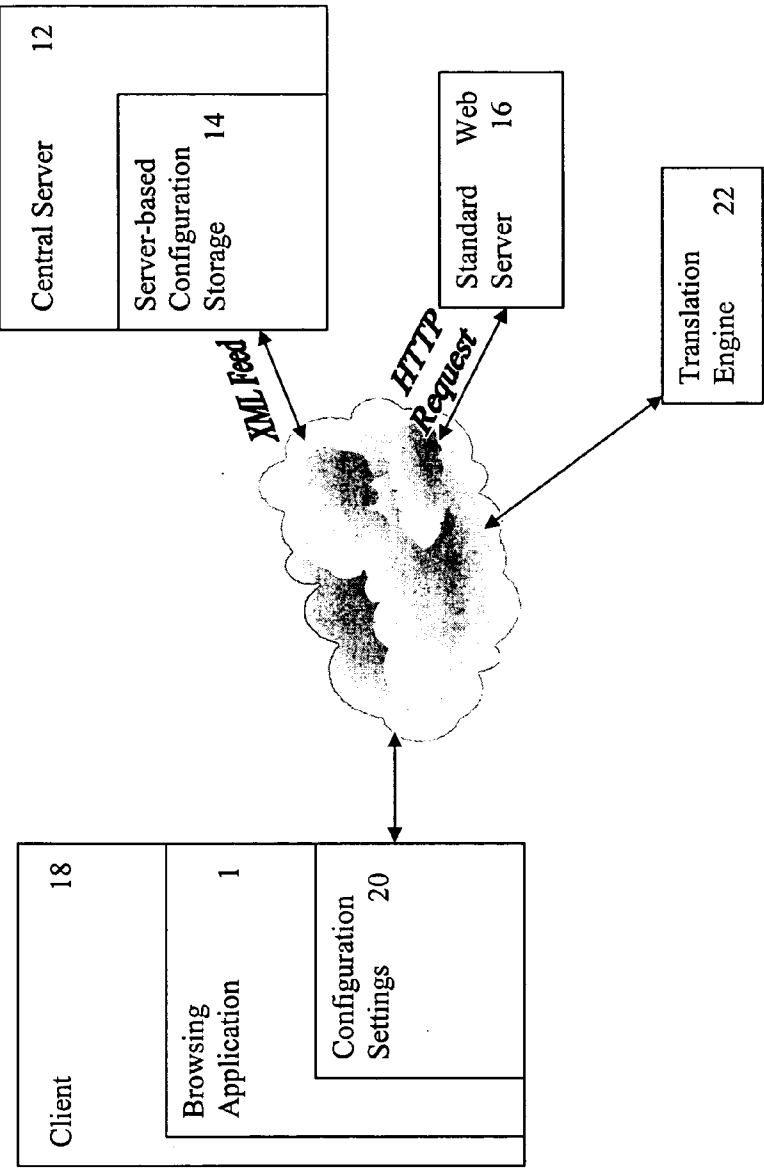 Client 18
Browsing
Application 1
Configuration
Settings 20
XML Feed
HTTP
Request
Central Server 12
Server-based
Configuration
Storage 14
Standard Web
Server 16
Translation
Engine 22